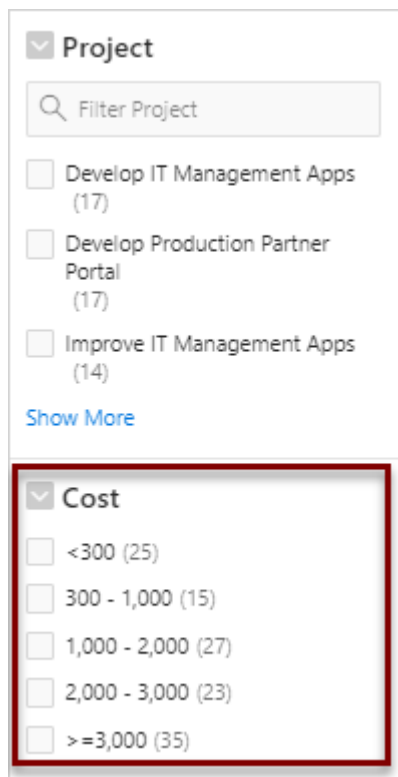 Project
Filter Project
Develop IT Management Apps
(17)
Develop Production Partner
Portal
(17)
Improve IT Management Apps
(14)
Show More
Cost
<300 (25)
300 - 1,000 (15)
1,000 - 2,000 (27)
2,000 - 3,000 (23)
>=3,000 (35)